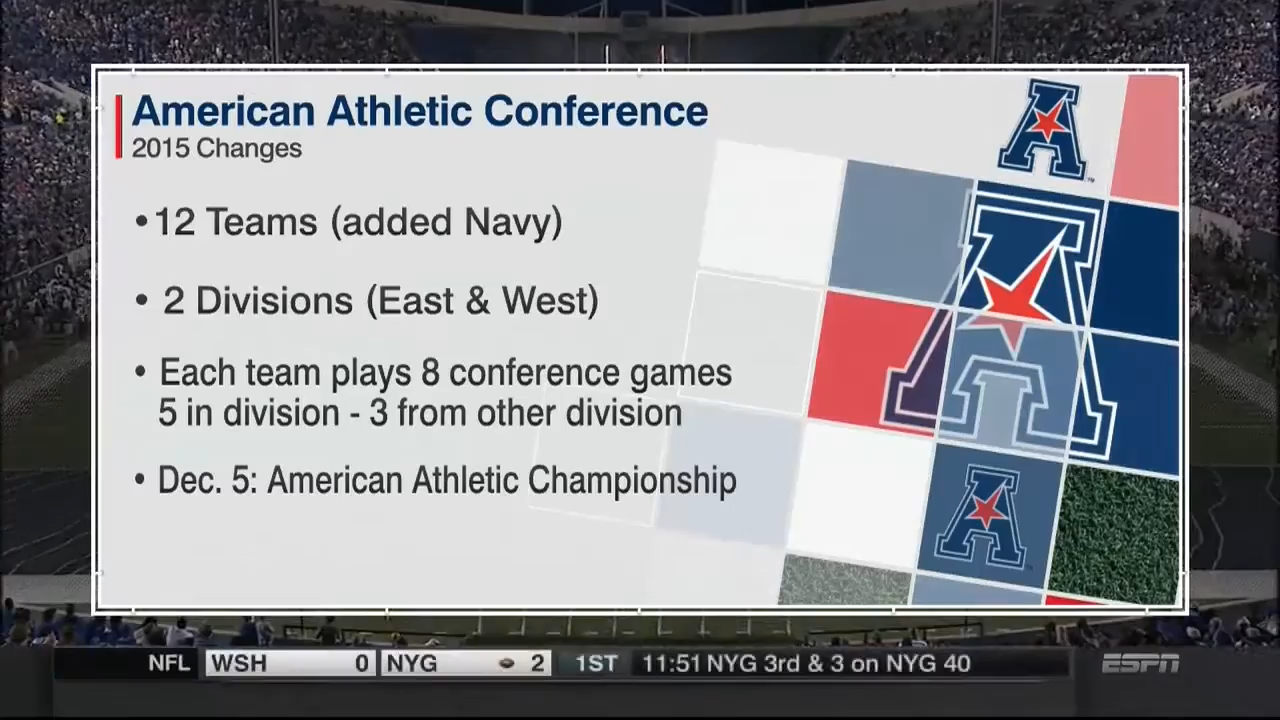 American Athletic Conference
2015 Changes
• 12 Teams (added Navy)
• 2 Divisions (East & West)
• Each team plays 8 conference games
5 in division - 3 from other division
• Dec. 5: American Athletic Championship
NFL WSH 0 NYG 2 1ST 11:51 NYG 3rd & 3 on NYG 40 ESPN